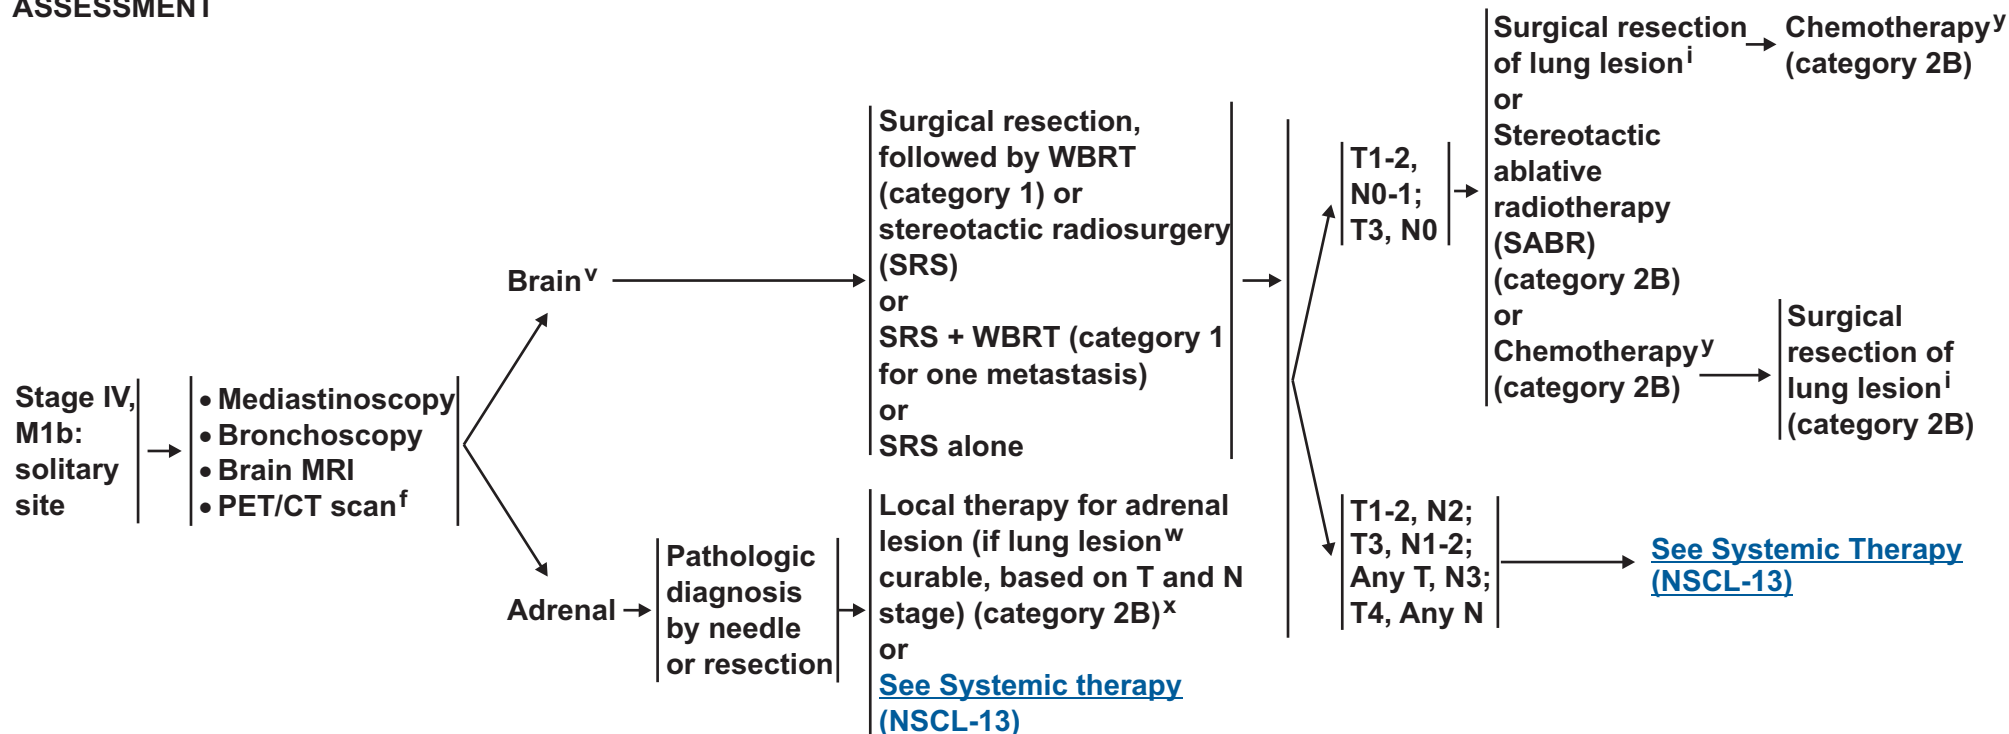 ASSESSMENT
Stage IV,
M1b:
solitary
site
• Mediastinoscopy
• Bronchoscopy
• Brain MRI
• PET/CT scan f
Brain v
Surgical resection,
followed by WBRT
(category 1) or
stereotactic radiosurgery
(SRS)
or
SRS + WBRT (category 1
for one metastasis)
or
SRS alone
Adrenal
Pathologic
diagnosis
by needle
or resection
Local therapy for adrenal
lesion (if lung lesion w
curable, based on T and N
stage) (category 2B) x
or
See Systemic therapy
(NSCL-13)
T1-2,
N0-1;
T3, N0
Surgical resection
of lung lesion i
or
Stereotactic
ablative
radiotherapy
(SABR)
(category 2B)
or
Chemotherapy y
(category 2B)
Chemotherapy y
(category 2B)
Surgical
resection of
lung lesion i
(category 2B)
T1-2, N2;
T3, N1-2;
Any T, N3;
T4, Any N
See Systemic Therapy
(NSCL-13)